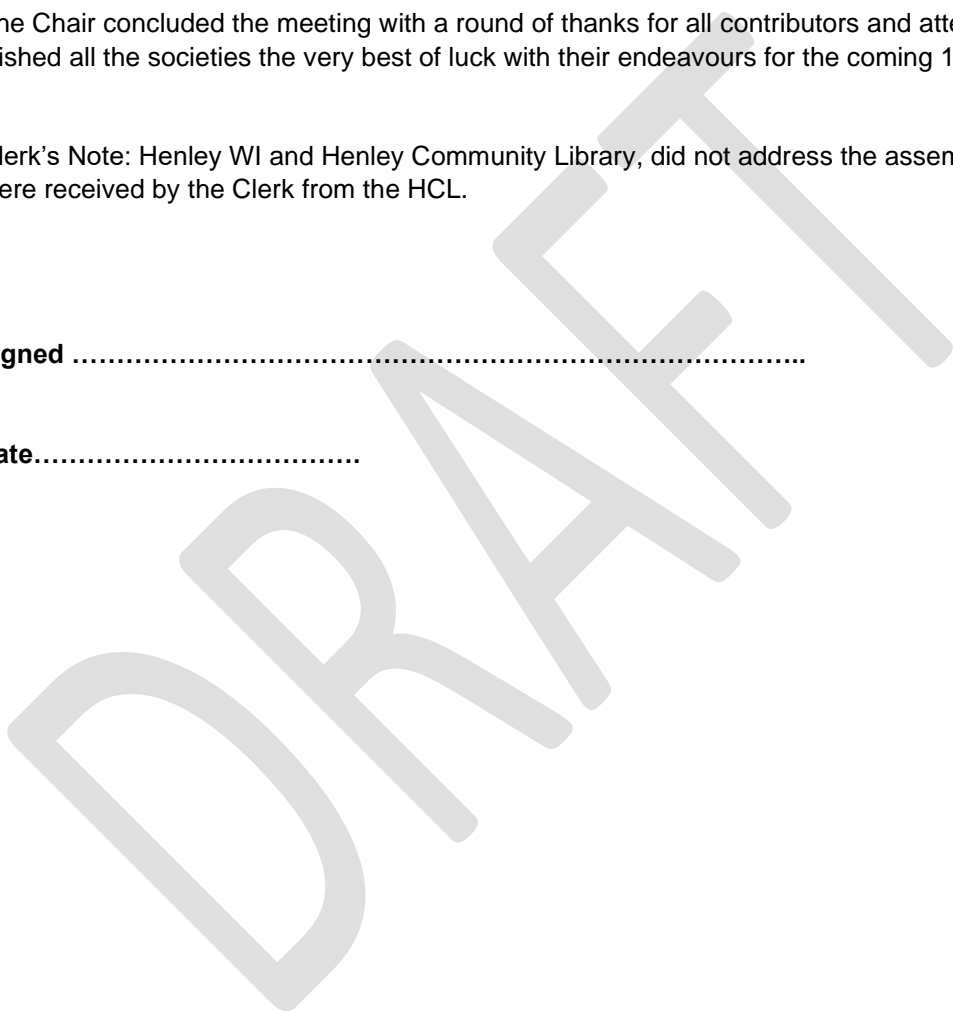 he Chair concluded the meeting with a round of thanks for all contributors and atte
ished all the societies the very best of luck with their endeavours for the coming 1
lerk's Note: Henley WI and Henley Community Library, did not address the assem
ere received by the Clerk from the HCL.
gned ………………………………………………………………………..
ate……………………………….
DRAFT